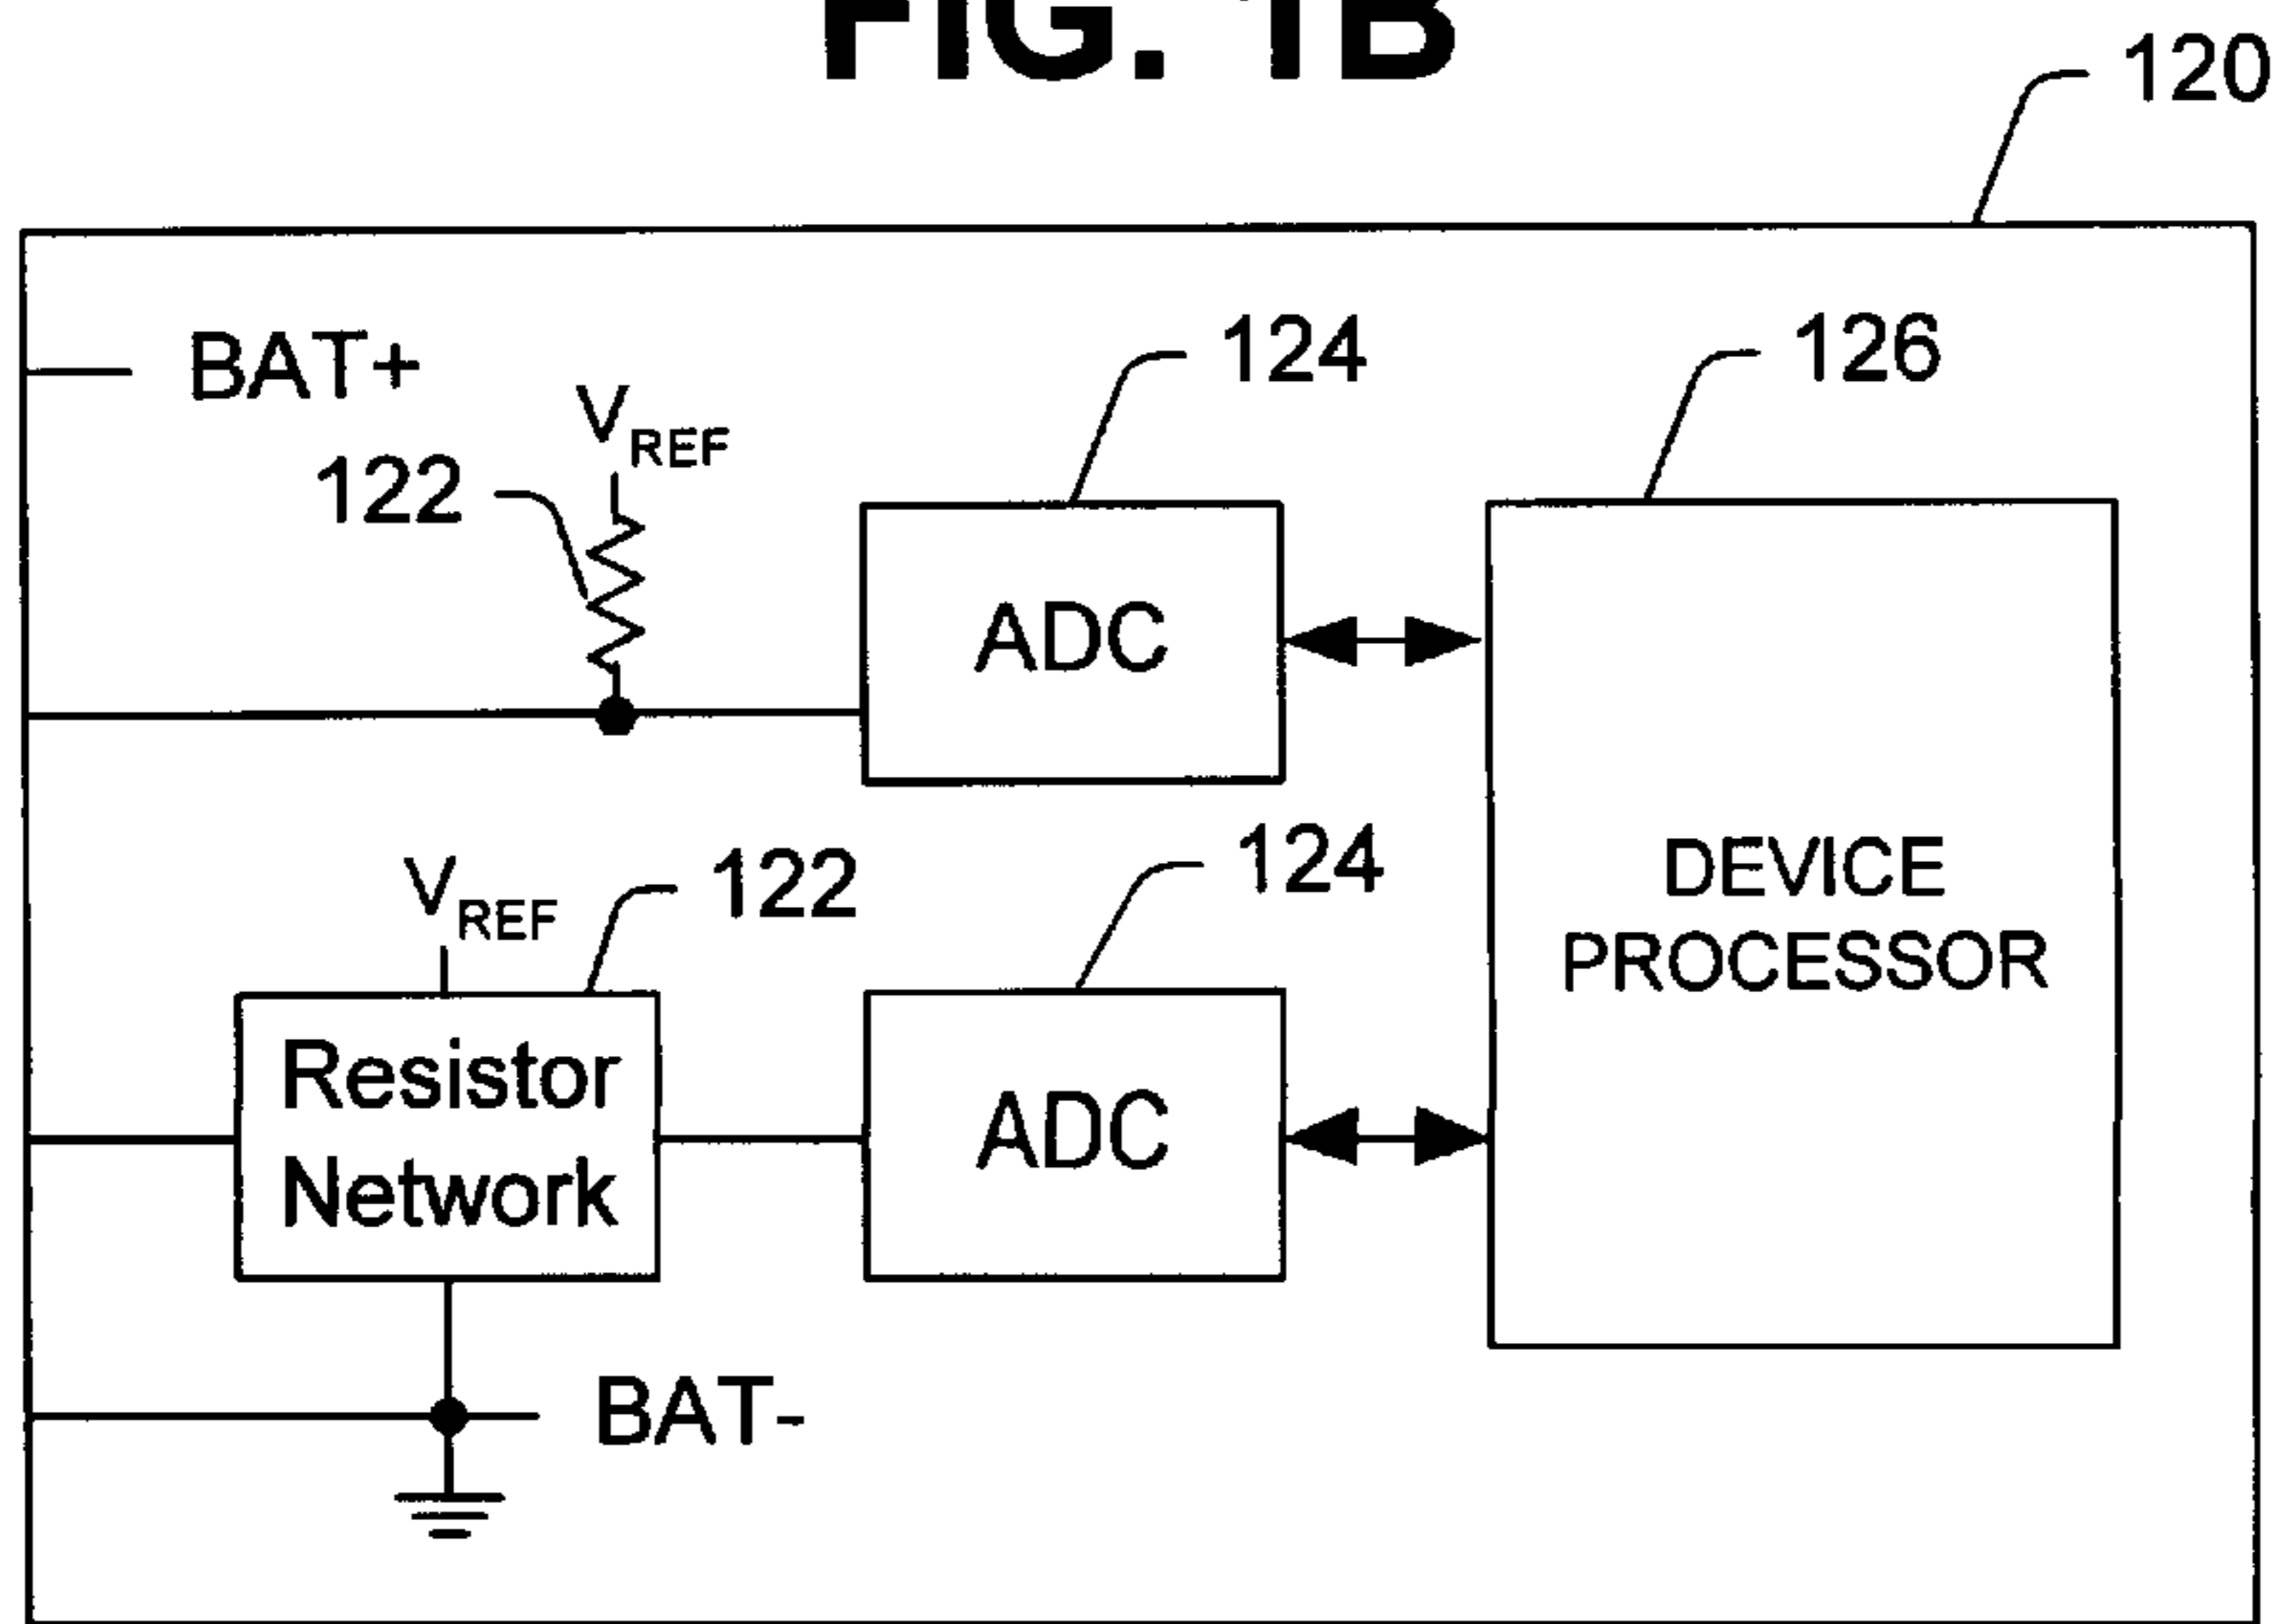 FIG. 1B
120
BAT+
124
126
VREF
122
ADC
124
VREF
122
DEVICE
PROCESSOR
Resistor
Network
ADC
BAT-